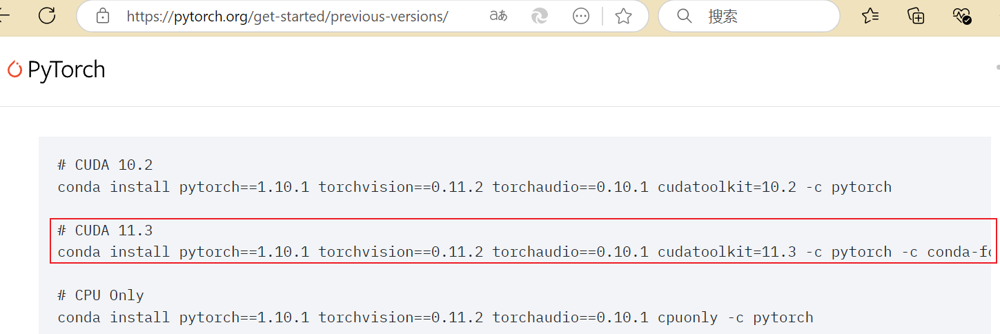 https://pytorch.org/get-started/previous-versions/ aあ 搜索
PyTorch
# CUDA 10.2
conda install pytorch==1.10.1 torchvision==0.11.2 torchaudio==0.10.1 cudatoolkit=10.2 -c pytorch
# CUDA 11.3
conda install pytorch==1.10.1 torchvision==0.11.2 torchaudio==0.10.1 cudatoolkit=11.3 -c pytorch -c
# CPU Only
conda install pytorch==1.10.1 torchvision==0.11.2 torchaudio==0.10.1 cpuonly -c pytorch